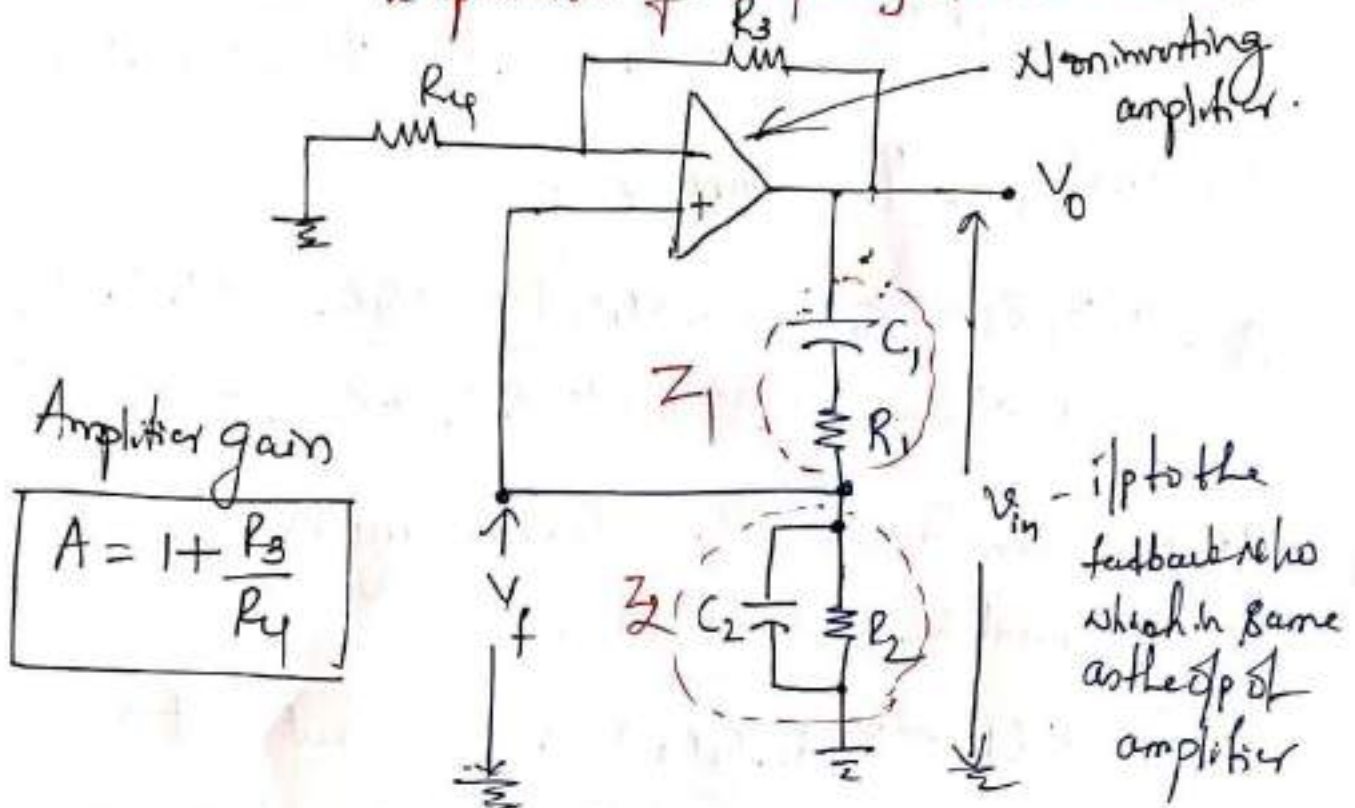 R3
R4
Noninverting
amplifier.
-
+
V0
C1
Z1
R1
Amplifier gain
A = 1 + R3/R4
Vf
Z2
C2
R2
Vin - i/p to the
feedback n/w
which is same
as the o/p of
amplifier